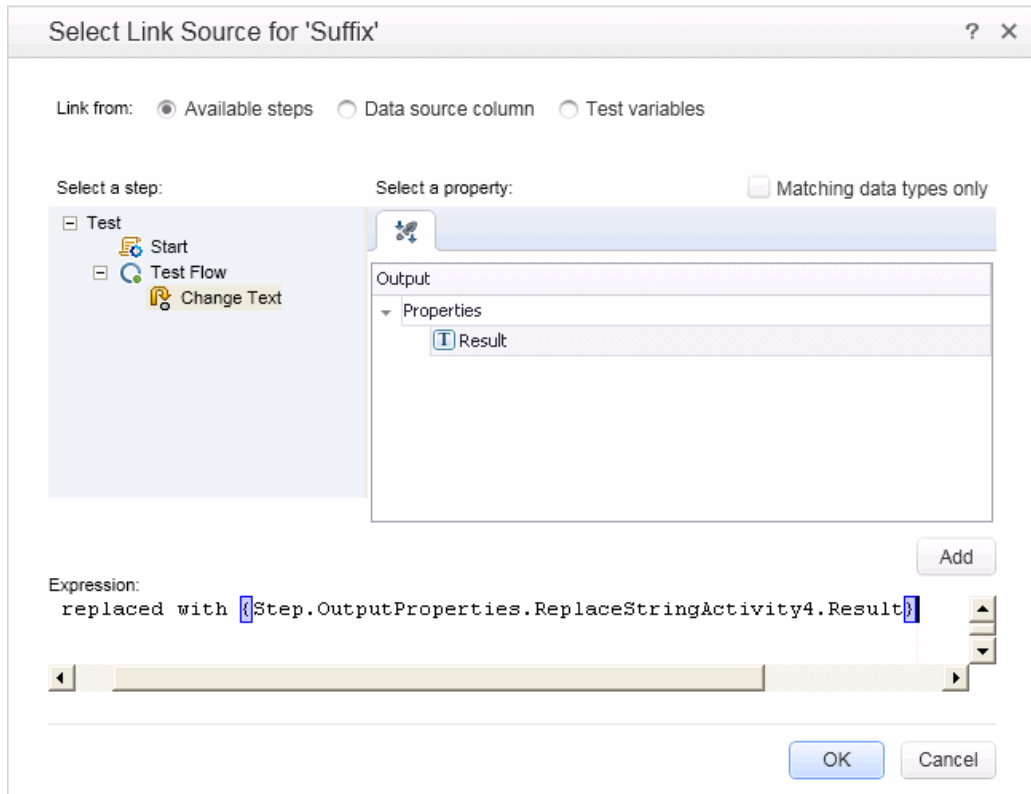 Select Link Source for 'Suffix' ? ×
Link from: Available steps Data source column Test variables
Select a step: Select a property: Matching data types only
Test
Start
Test Flow
Change Text
Output
Properties
T Result
Add
Expression:
replaced with {Step.OutputProperties.ReplaceStringActivity4.Result}
OK Cancel